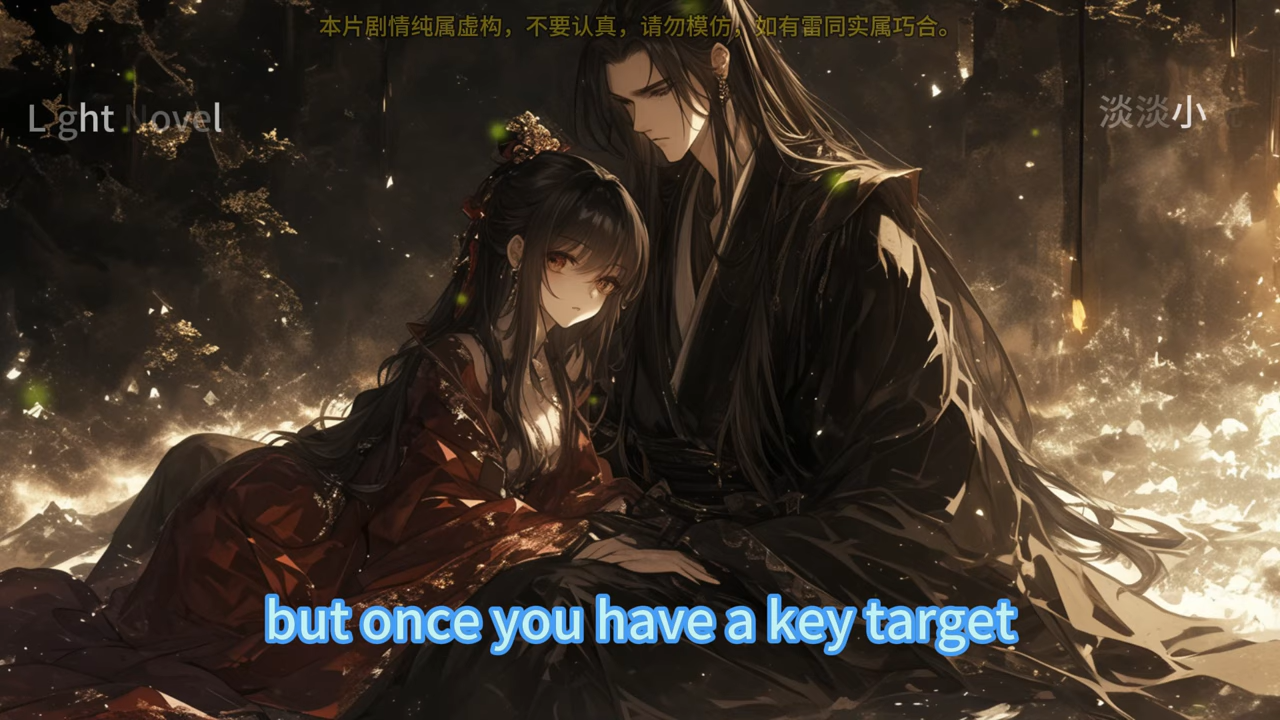 本片剧情纯属虚构，不要认真，请勿模仿，如有雷同实属巧合。
Light Novel
淡淡小
but once you have a key target